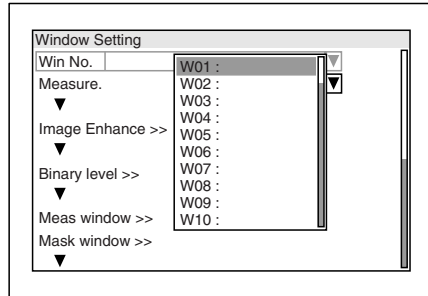 Window Setting
Win No.
W01 :
Measure.
W02 :
W03 :
W04 :
Image Enhance >>
W05 :
W06 :
W07 :
Binary level >>
W08 :
W09 :
Meas window >>
W10 :
Mask window >>